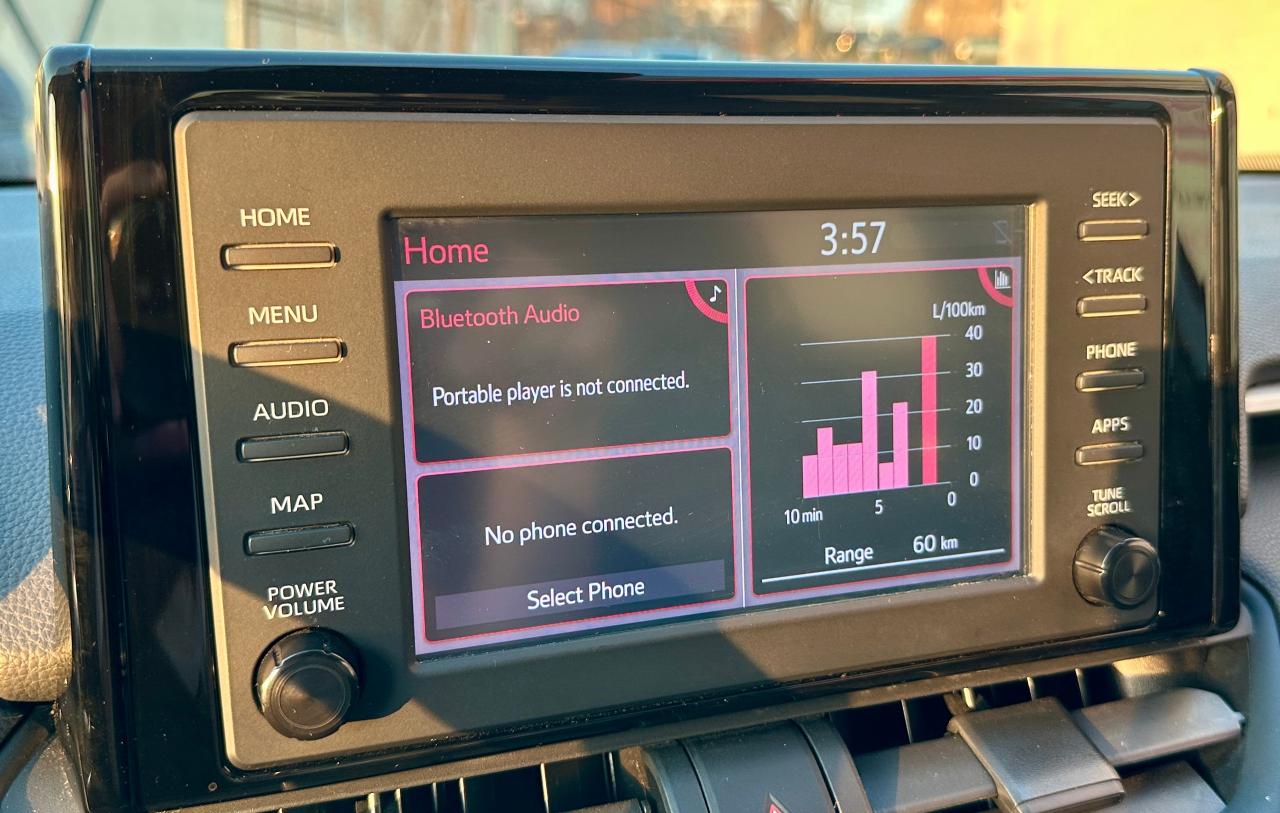 HOME
MENU
AUDIO
MAP
POWER
VOLUME
Home
3:57
Bluetooth Audio
Portable player is not connected.
No phone connected.
Select Phone
L/100km
40
30
20
10
0
10 min
5
0
Range 60 km
SEEK>
<TRACK
PHONE
APPS
TUNE
SCROLL